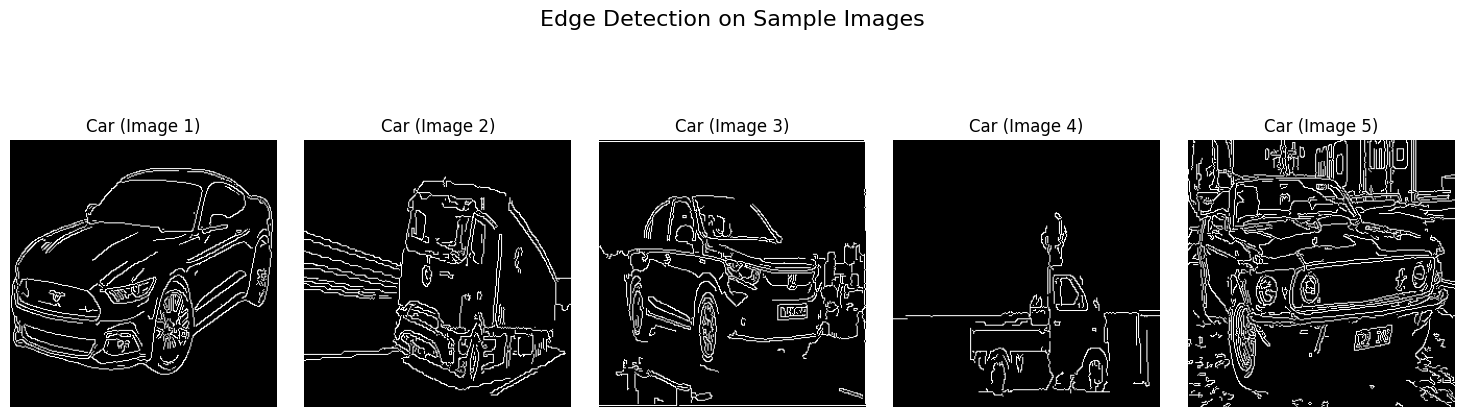 Edge Detection on Sample Images
Car (Image 1)
Car (Image 2)
Car (Image 3)
Car (Image 4)
Car (Image 5)